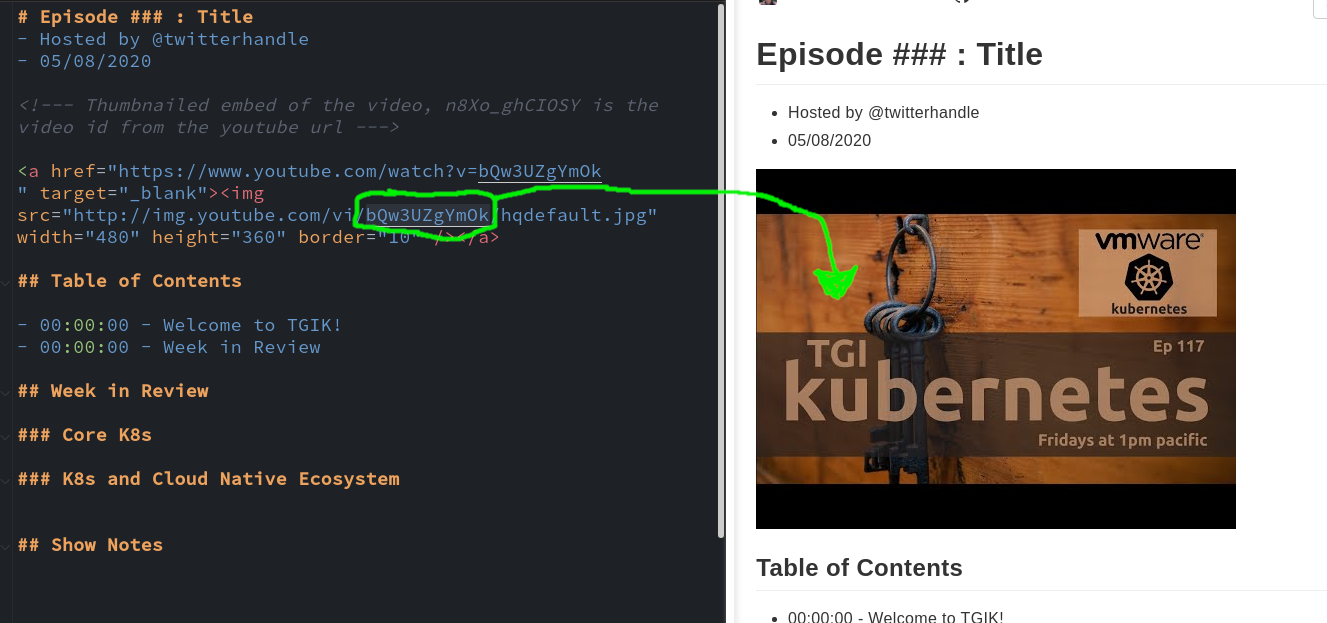 # Episode ### : Title
- Hosted by @twitterhandle
- 05/08/2020
<!--- Thumbnailed embed of the video, n8Xo_ghCIOSY is the
video id from the youtube url --->
<a href="https://www.youtube.com/watch?v=bQw3UZgYmOk
" target="_blank"><img
src="http://img.youtube.com/vi/bQw3UZgYmOk/hqdefault.jpg"
width="480" height="360" border="10" /></a>
## Table of Contents
- 00:00:00 - Welcome to TGIK!
- 00:00:00 - Week in Review
## Week in Review
### Core K8s
### K8s and Cloud Native Ecosystem
## Show Notes
Episode ### : Title
• Hosted by @twitterhandle
• 05/08/2020
vmware®
kubernetes
Ep 117
TGI
kubernetes
Fridays at 1pm pacific
Table of Contents
• 00:00:00 - Welcome to TGIK!